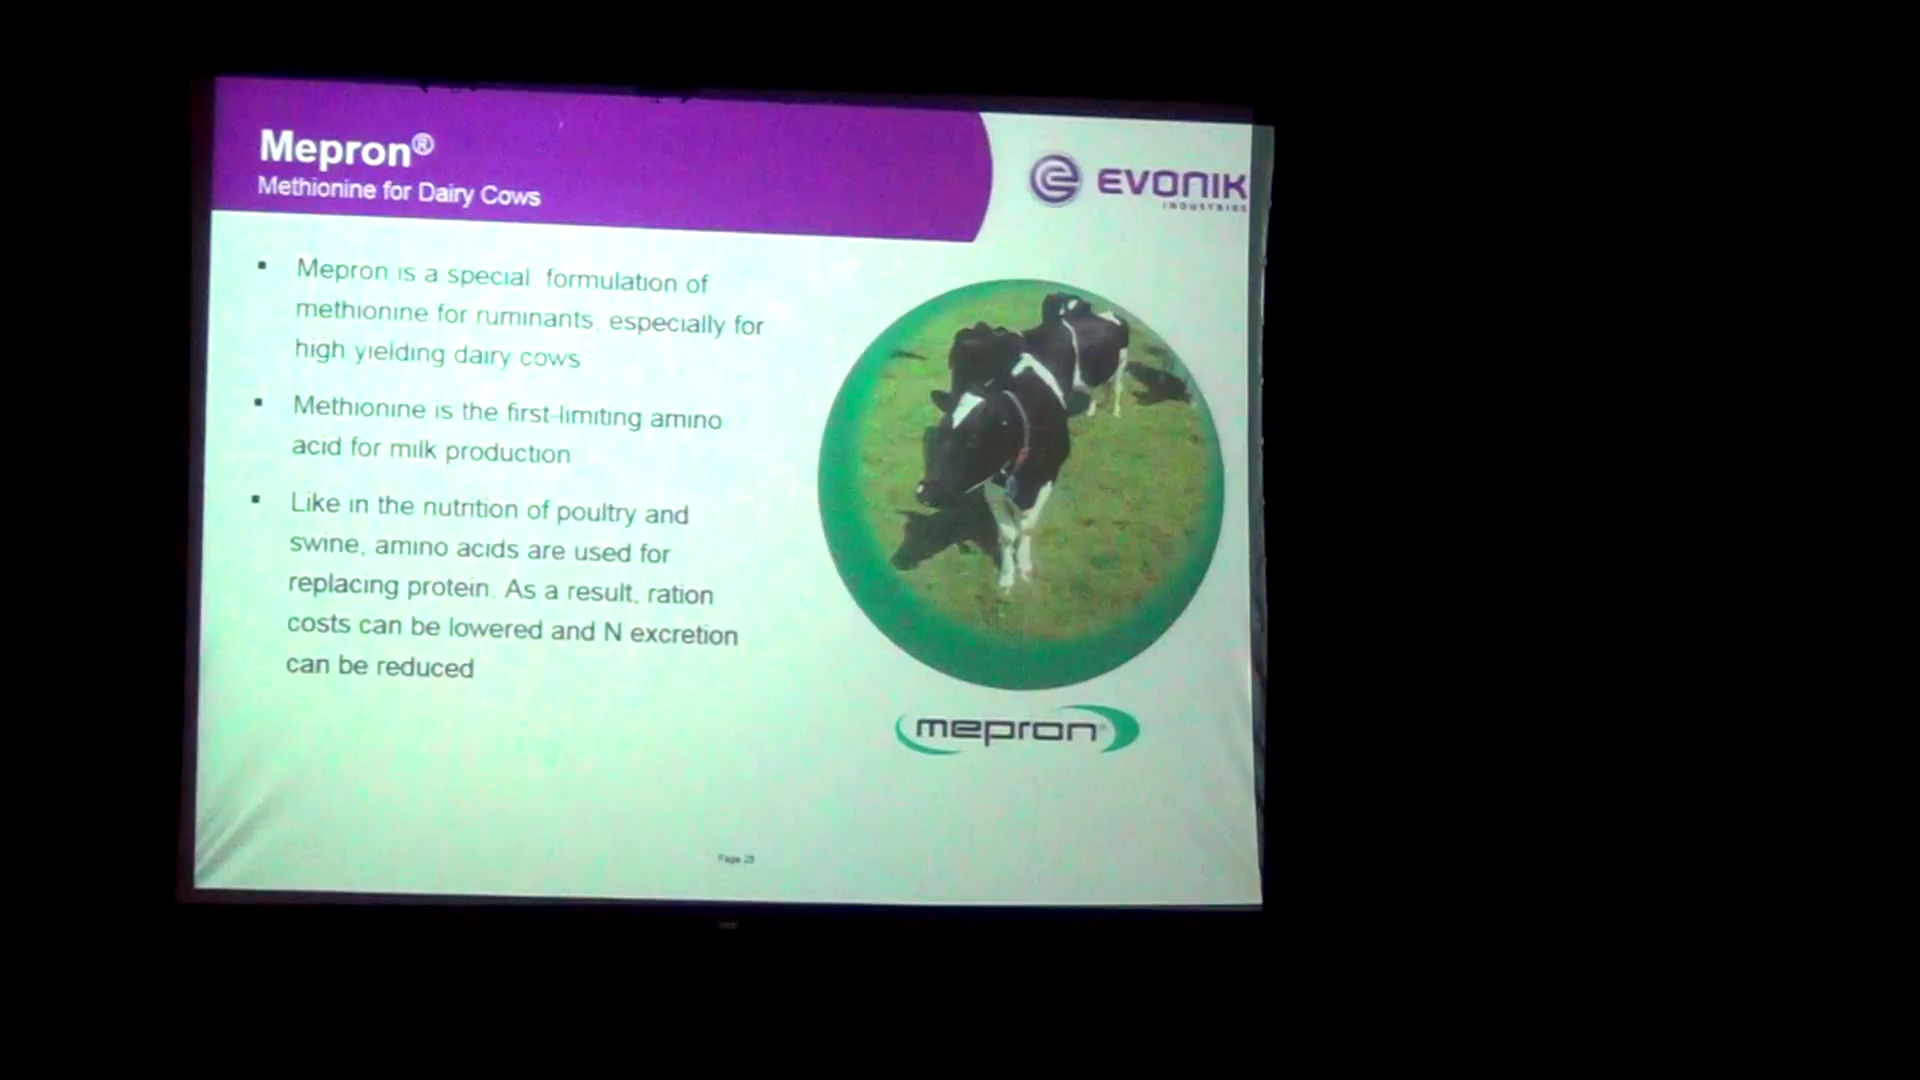 Mepron®
Methionine for Dairy Cows
EVONIK
INDUSTRIES
▪ Mepron is a special formulation of
methionine for ruminants, especially for
high yielding dairy cows
▪ Methionine is the first-limiting amino
acid for milk production
▪ Like in the nutrition of poultry and
swine, amino acids are used for
replacing protein. As a result, ration
costs can be lowered and N excretion
can be reduced
mepron®
Page